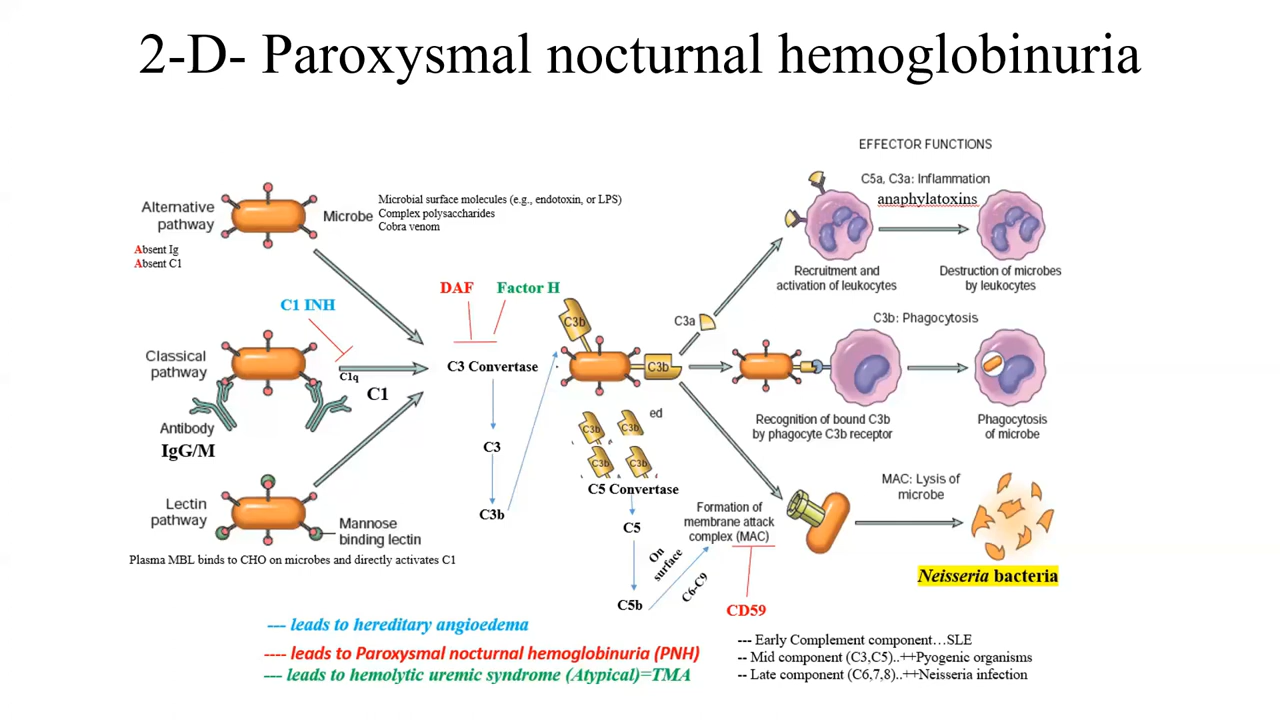 2-D- Paroxysmal nocturnal hemoglobinuria
EFFECTOR FUNCTIONS
C5a, C3a: Inflammation
anaphylatoxins
Alternative
pathway
Microbe
Microbial surface molecules (e.g., endotoxin, or LPS)
Complex polysaccharides
Cobra venom
Absent Ig
Absent C1
Recruitment and
activation of leukocytes
Destruction of microbes
by leukocytes
C1 INH
DAF
Factor H
C3b
C3a
C3b: Phagocytosis
Classical
pathway
C1q
C1
C3 Convertase
C3b
Antibody
IgG/M
Recognition of bound C3b
by phagocyte C3b receptor
Phagocytosis
of microbe
ed
C3b
C3b
C3b
C3b
C3
C5 Convertase
C3b
C5
Lectin
pathway
Mannose
binding lectin
Plasma MBL binds to CHO on microbes and directly activates C1
Formation of
membrane attack
complex (MAC)
MAC: Lysis of
microbe
On
surface
C6-C9
C5b
CD59
Neisseria bacteria
--- leads to hereditary angioedema
---- leads to Paroxysmal nocturnal hemoglobinuria (PNH)
--- leads to hemolytic uremic syndrome (Atypical)=TMA
--- Early Complement component…SLE
-- Mid component (C3,C5)..++Pyogenic organisms
-- Late component (C6,7,8)..++Neisseria infection